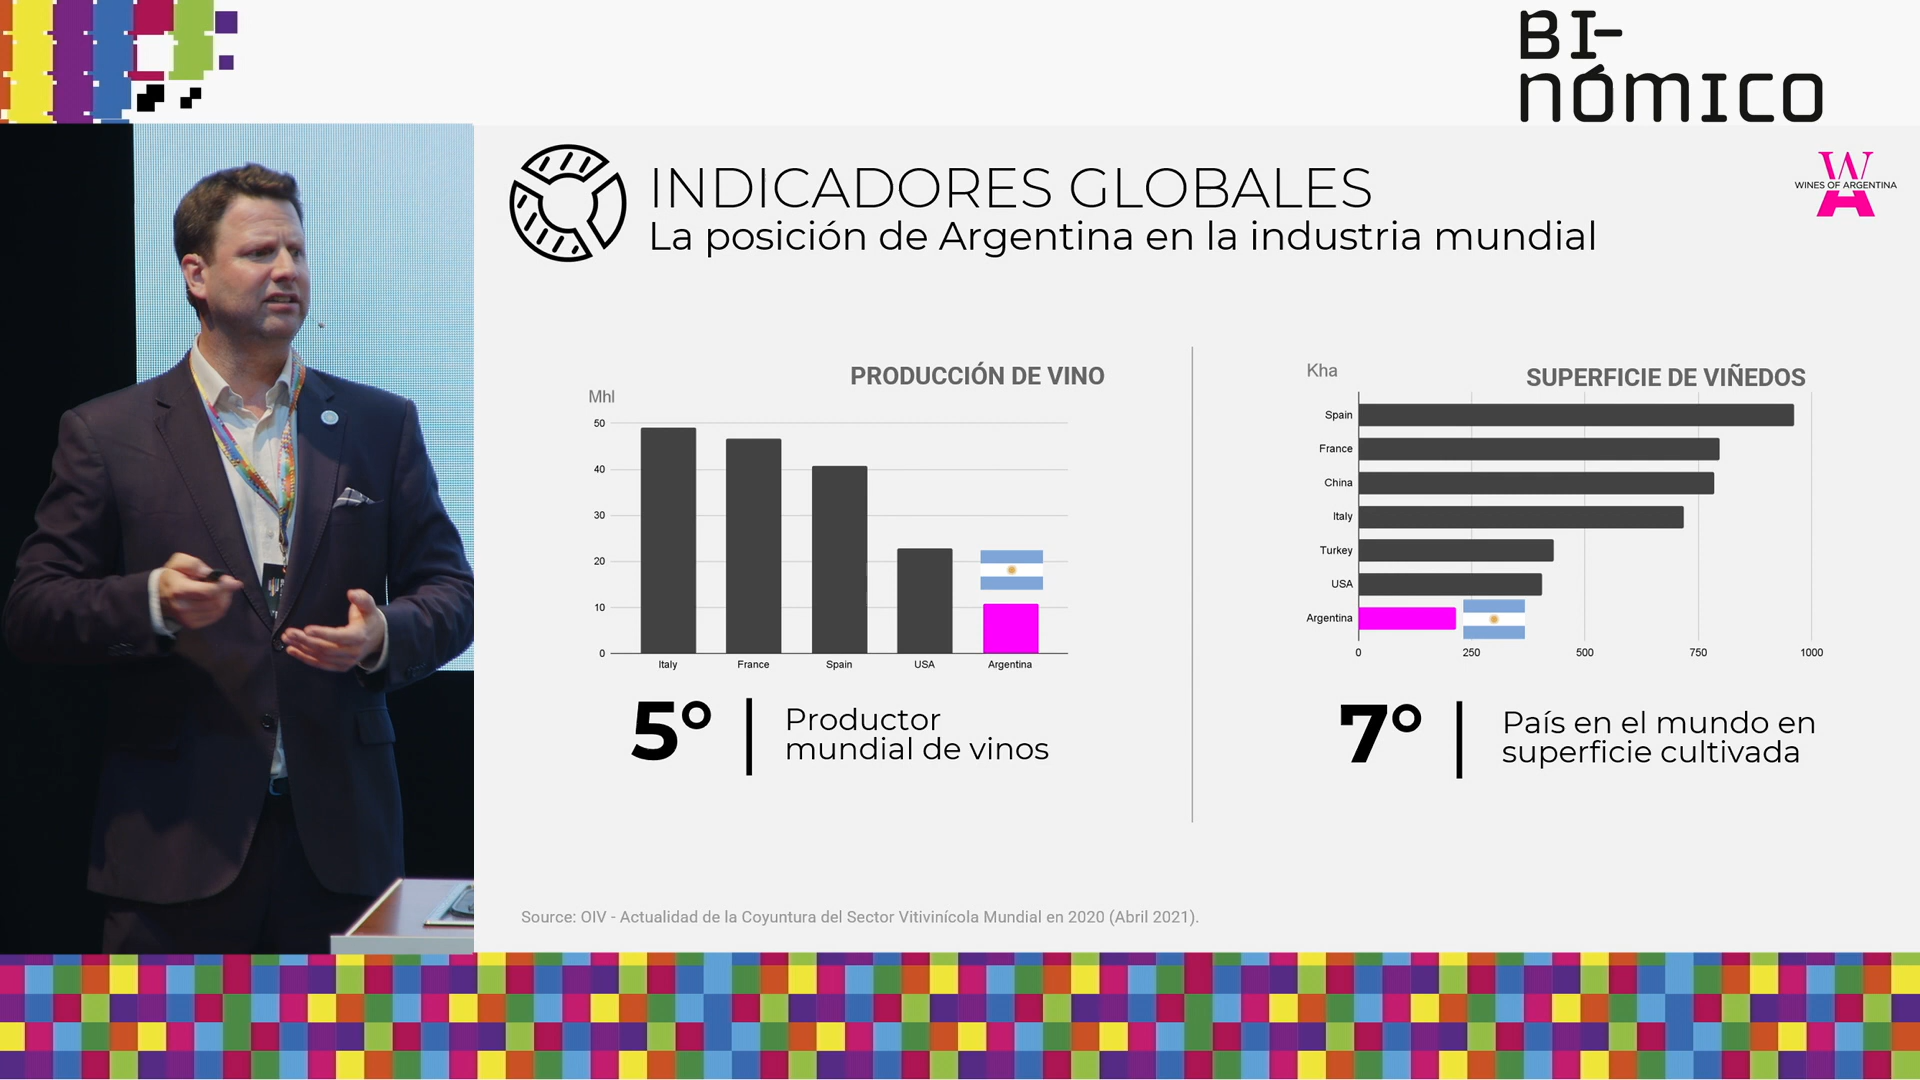 BI-
NÓMICO
INDICADORES GLOBALES
La posición de Argentina en la industria mundial
W
WINES OF ARGENTINA
A
PRODUCCIÓN DE VINO
Mhl
50
40
30
20
10
0
Italy
France
Spain
USA
Argentina
5° Productor
mundial de vinos
SUPERFICIE DE VIÑEDOS
Kha
Spain
France
China
Italy
Turkey
USA
Argentina
0
250
500
750
1000
7° País en el mundo en
superficie cultivada
Source: OIV - Actualidad de la Coyuntura del Sector Vitivinícola Mundial en 2020 (Abril 2021).